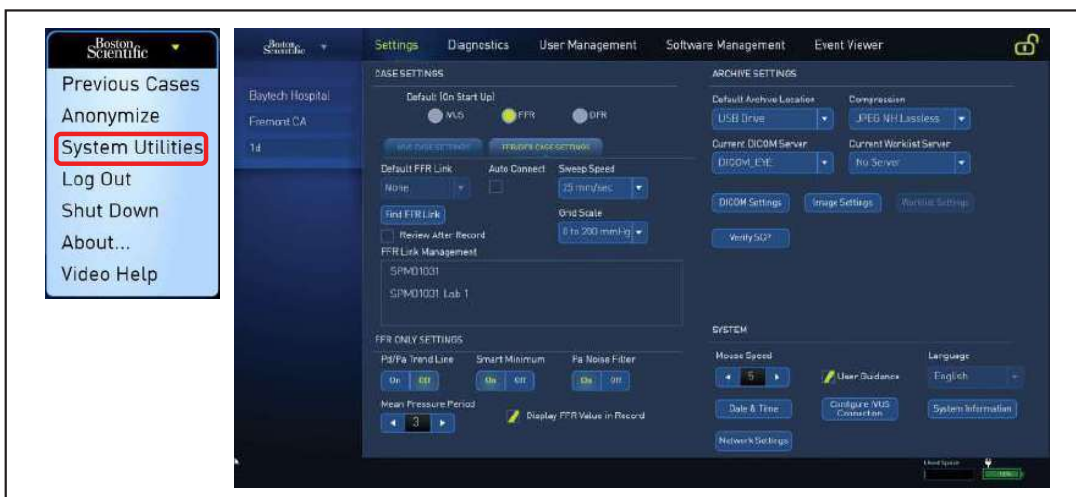 Boston
Scientific
Previous Cases
Anonymize
System Utilities
Log Out
Shut Down
About...
Video Help
Boston
Scientific
Settings Diagnostics User Management Software Management Event Viewer
Baytech Hospital
Fremont CA
1d
CASE SETTINGS
Default (On Start Up)
IVUS FFR DFR
IVUS CASE SETTINGS FFR/DFR CASE SETTINGS
Default FFR Link Auto Connect Sweep Speed
None 25 mm/sec
Find FFR Link Grid Scale
Review After Record 0 to 200 mmHg
FFR Link Management
SPM01031
SPM01031 Lab 1
FFR ONLY SETTINGS
Pd/Pa Trend Line Smart Minimum Pa Noise Filter
On Off On Off On Off
Mean Pressure Period
3 Display FFR Value in Record
ARCHIVE SETTINGS
Default Archive Location Compression
USB Drive JPEG NH Lossless
Current DICOM Server Current Worklist Server
DICOM_EYE No Server
DICOM Settings Image Settings Worklist Settings
SYSTEM
Mouse Speed Language
5 User Guidance English
Date & Time Configure IVUS Connection System Information
Network Settings
Used Space